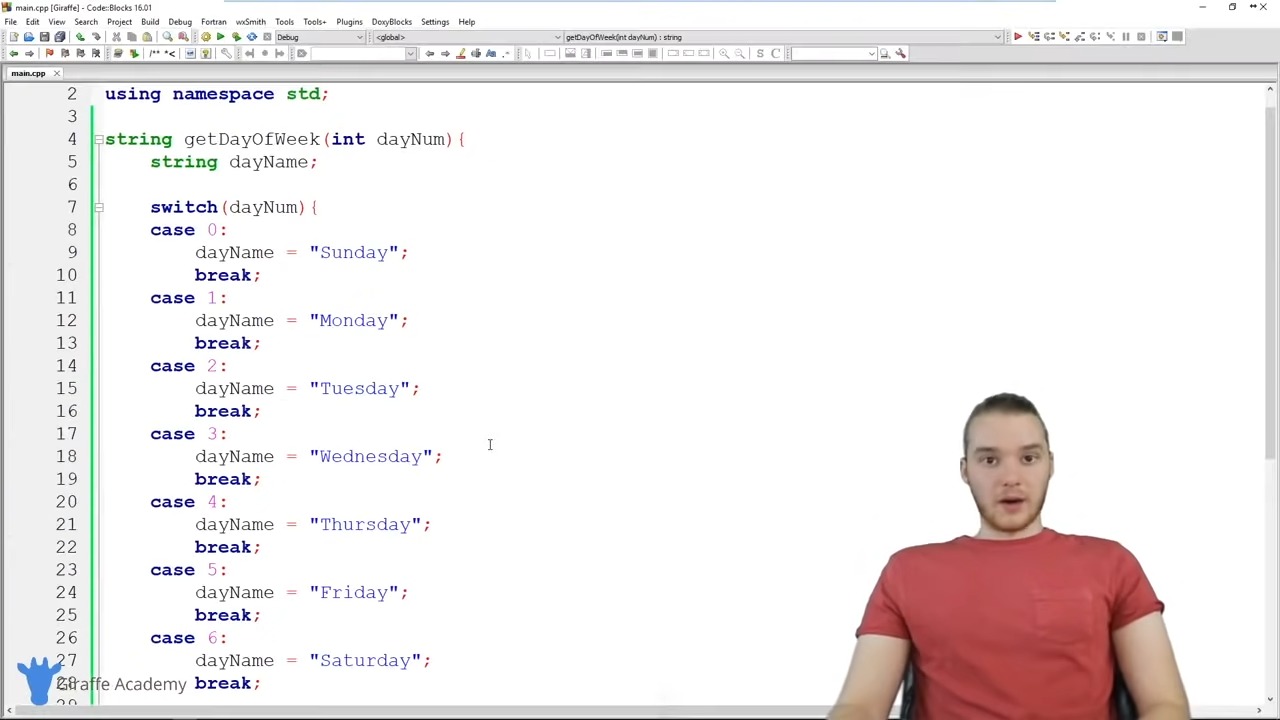 main.cpp [Giraffe] - Code::Blocks 16.01
File Edit View Search Project Build Debug Fortran wxSmith Tools Tools+ Plugins DoxyBlocks Settings Help
Debug <global> getDayOfWeek(int dayNum) : string
main.cpp
2 using namespace std;
3
4 string getDayOfWeek(int dayNum){
5 string dayName;
6
7 switch(dayNum){
8 case 0:
9 dayName = "Sunday";
10 break;
11 case 1:
12 dayName = "Monday";
13 break;
14 case 2:
15 dayName = "Tuesday";
16 break;
17 case 3:
18 dayName = "Wednesday";
19 break;
20 case 4:
21 dayName = "Thursday";
22 break;
23 case 5:
24 dayName = "Friday";
25 break;
26 case 6:
27 dayName = "Saturday";
28 break;
Giraffe Academy